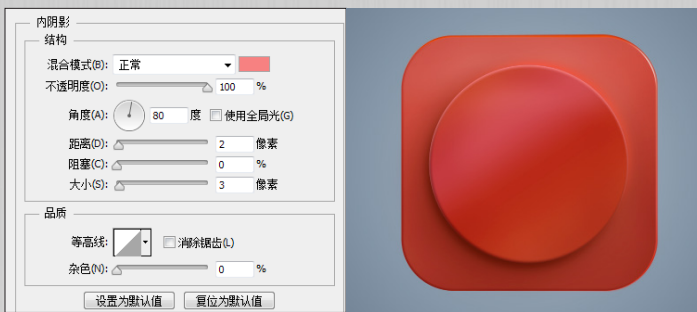 内阴影
结构
混合模式(B): 正常
不透明度(O): 100 %
角度(A): 80 度 使用全局光(G)
距离(D): 2 像素
阻塞(C): 0 %
大小(S): 3 像素
品质
等高线: 消除锯齿(L)
杂色(N): 0 %
设置为默认值 复位为默认值